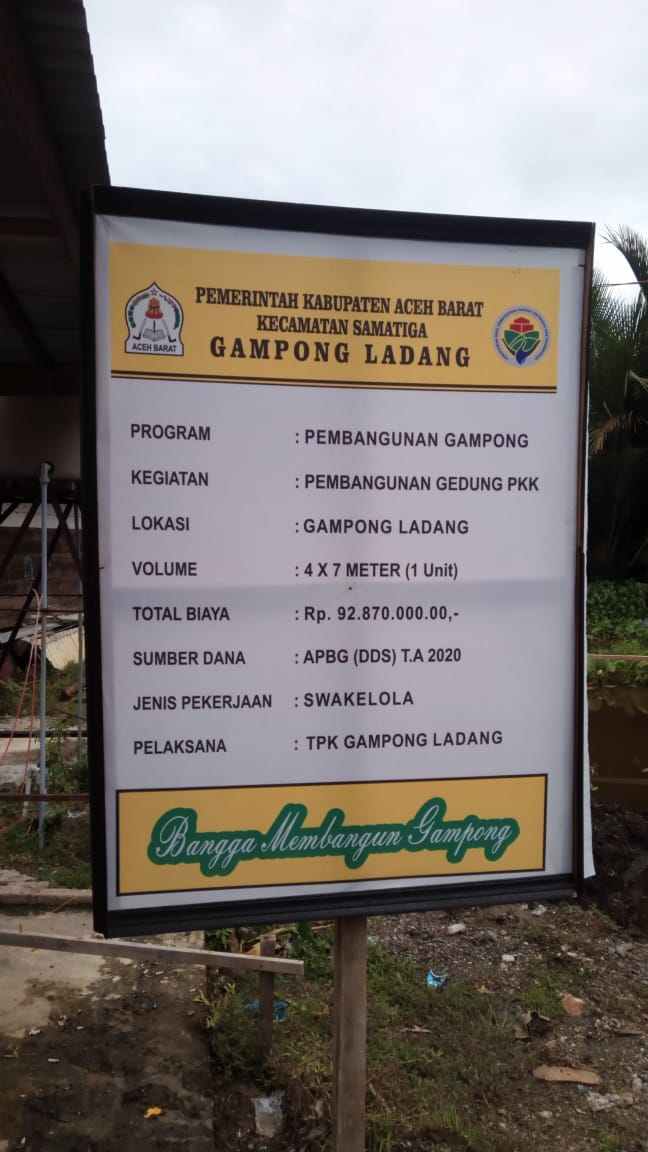 PEMERINTAH KABUPATEN ACEH BARAT
KECAMATAN SAMATIGA
GAMPONG LADANG
ACEH BARAT
PROGRAM : PEMBANGUNAN GAMPONG
KEGIATAN : PEMBANGUNAN GEDUNG PKK
LOKASI : GAMPONG LADANG
VOLUME : 4 X 7 METER (1 Unit)
TOTAL BIAYA : Rp. 92.870.000.00,-
SUMBER DANA : APBG (DDS) T.A 2020
JENIS PEKERJAAN : SWAKELOLA
PELAKSANA : TPK GAMPONG LADANG
Bangga Membangun Gampong